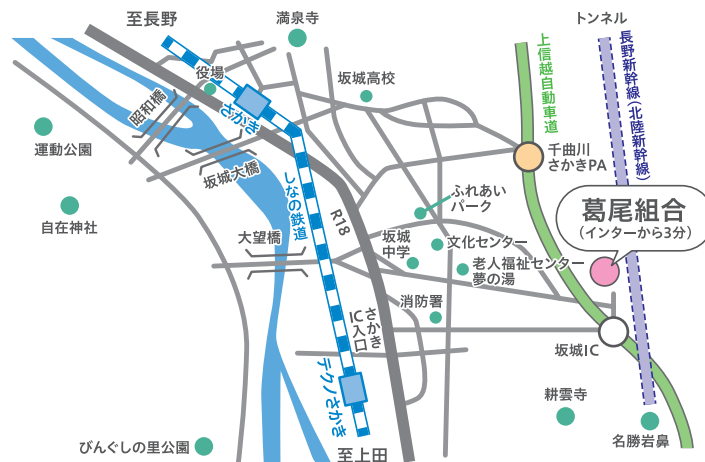 至長野
満泉寺
トンネル
役場
坂城高校
上信越自動車道
長野新幹線(北陸新幹線)
昭和橋
さかき
運動公園
坂城大橋
千曲川
さかきPA
しなの鉄道
ふれあい
パーク
葛尾組合
(インターから3分)
自在神社
R18
大望橋
坂城
中学
文化センター
老人福祉センター
夢の湯
消防署
さかき
IC入口
坂城IC
テクノさかき
耕雲寺
名勝岩鼻
びんぐしの里公園
至上田